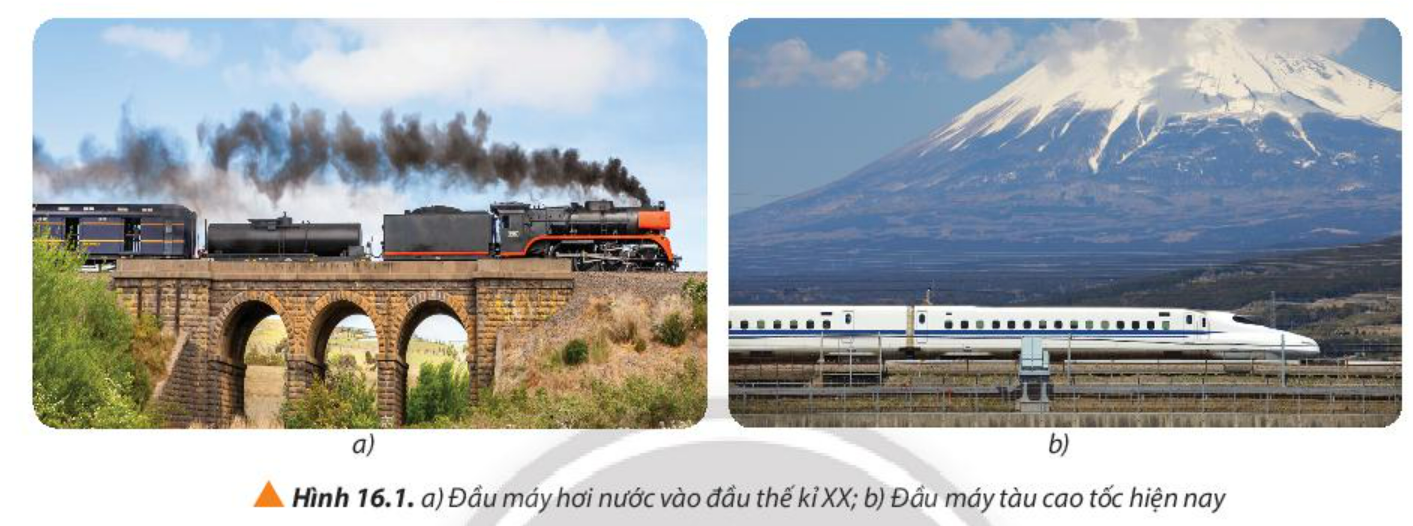 a)
b)
Hình 16.1. a) Đầu máy hơi nước vào đầu thế kỉ XX; b) Đầu máy tàu cao tốc hiện nay